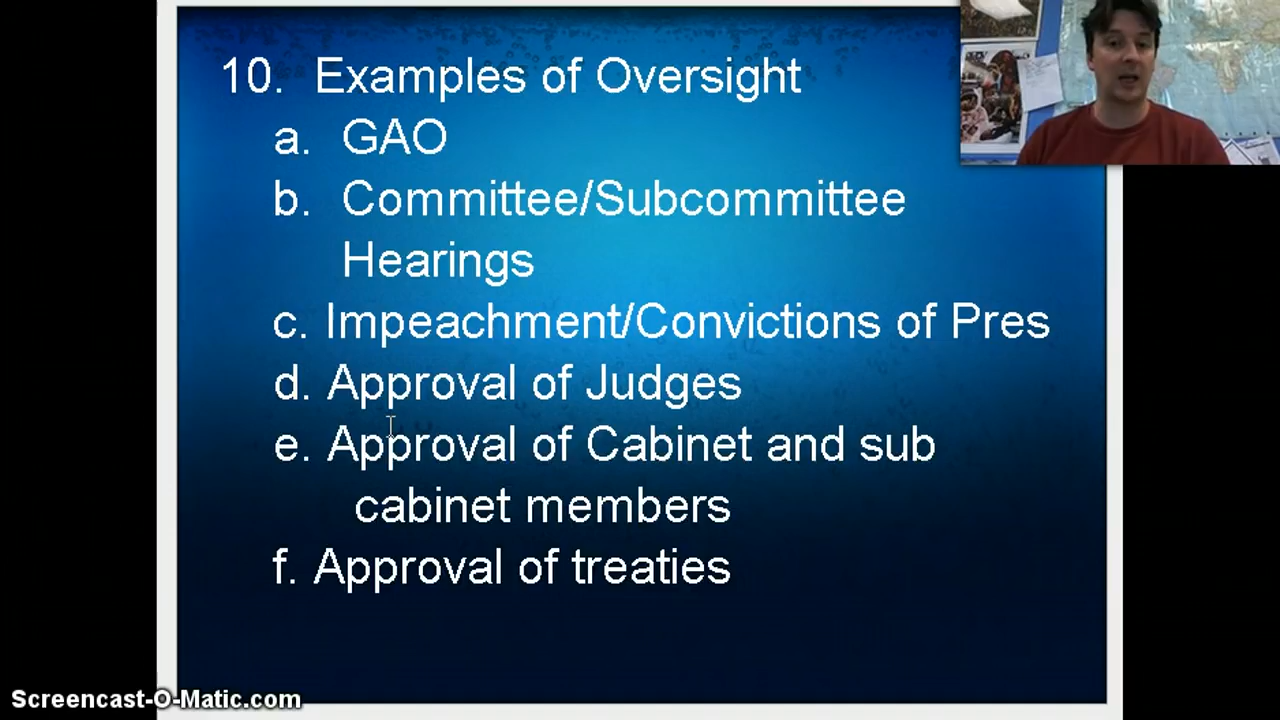 10. Examples of Oversight
a. GAO
b. Committee/Subcommittee
Hearings
c. Impeachment/Convictions of Pres
d. Approval of Judges
e. Approval of Cabinet and sub
cabinet members
f. Approval of treaties
Screencast-O-Matic.com